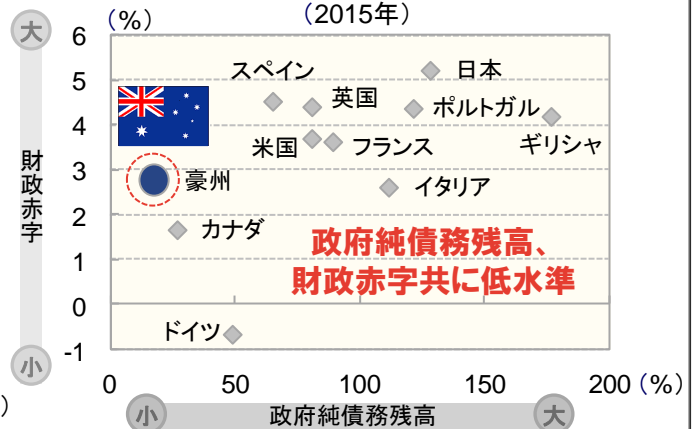 (%)
(2015年)
大
6
5
4
3
2
1
0
-1
財政赤字
小
スペイン
日本
英国
ポルトガル
ギリシャ
米国
フランス
豪州
イタリア
カナダ
政府純債務残高、
財政赤字共に低水準
ドイツ
0 50 100 150 200 (%)
)
小 政府純債務残高 大